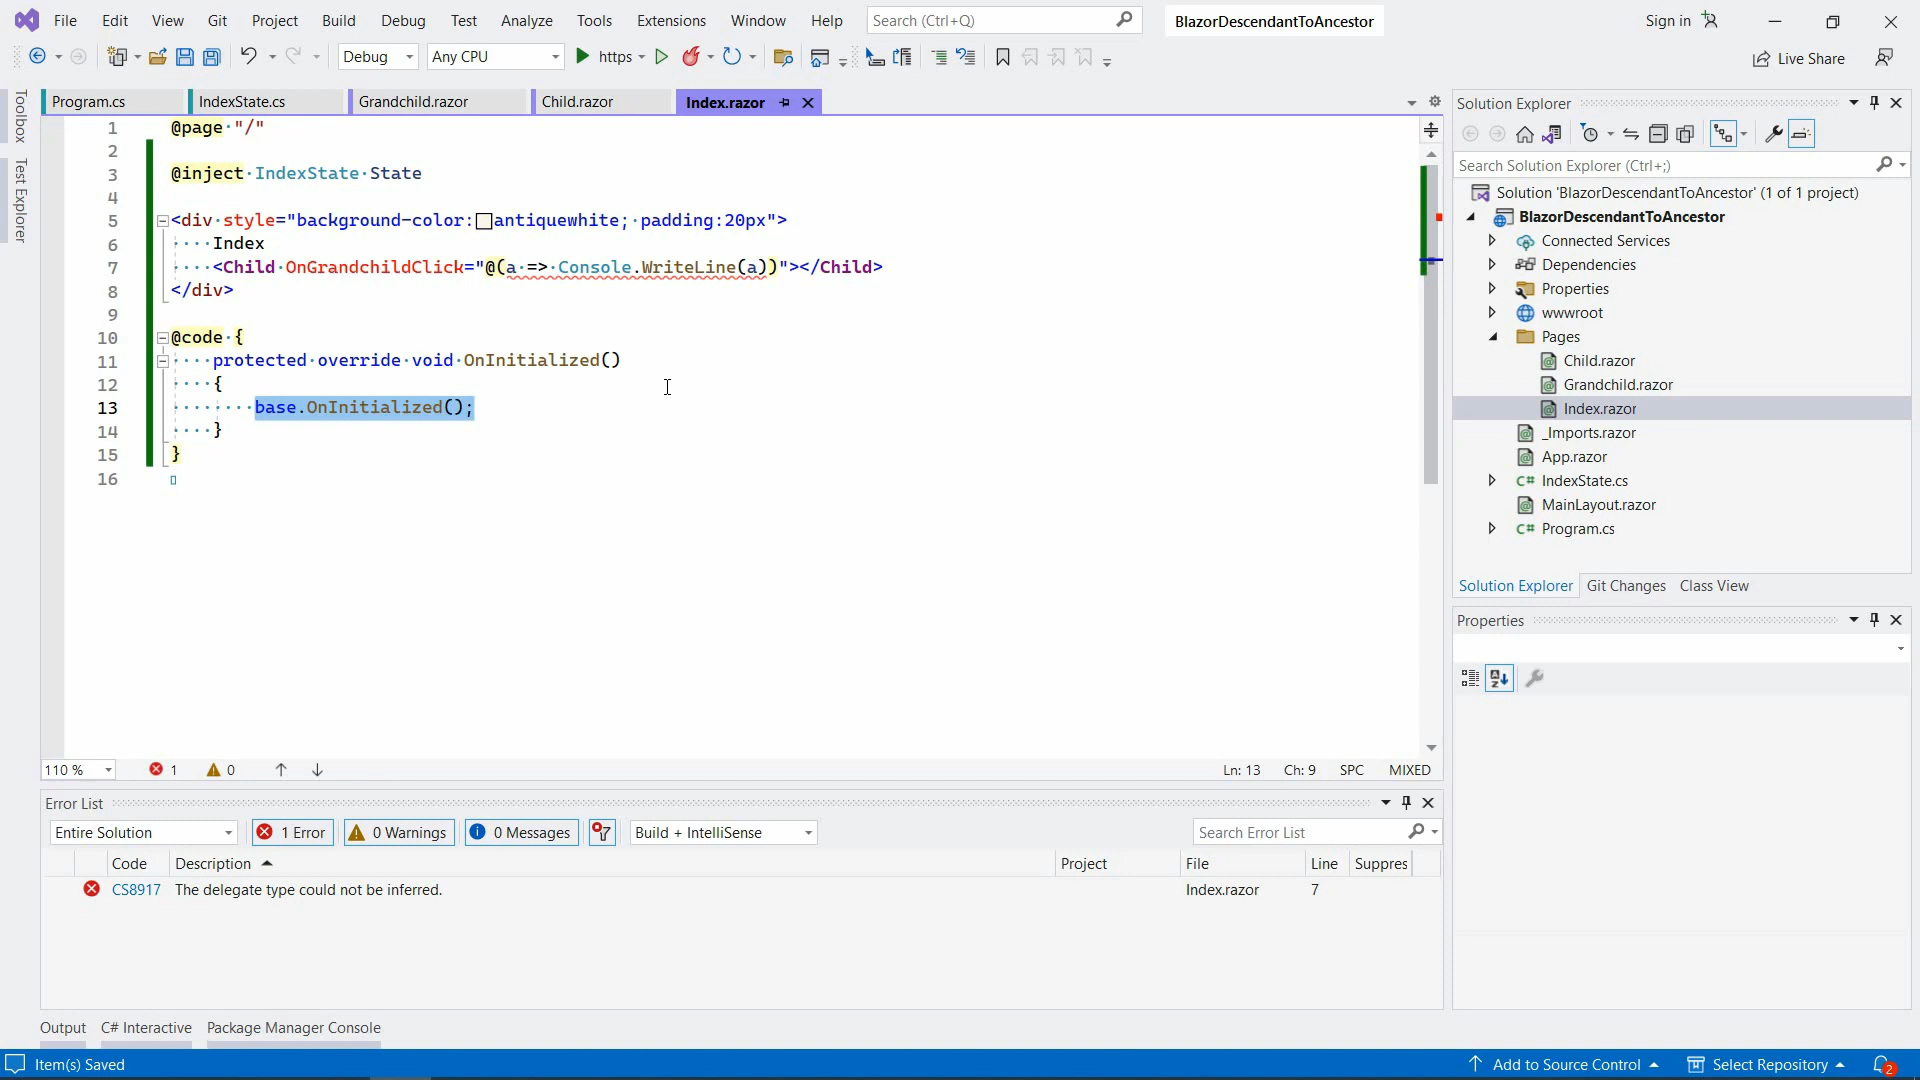 File Edit View Git Project Build Debug Test Analyze Tools Extensions Window Help Search (Ctrl+Q) BlazorDescendantToAncestor Sign in
Debug Any CPU https Live Share
Toolbox
Test Explorer
Program.cs IndexState.cs Grandchild.razor Child.razor Index.razor
1 @page "/"
2
3 @inject IndexState State
4
5 <div style="background-color:antiquewhite; padding:20px">
6 Index
7 <Child OnGrandchildClick="@(a => Console.WriteLine(a))"></Child>
8 </div>
9
10 @code {
11 protected override void OnInitialized()
12 {
13 base.OnInitialized();
14 }
15 }
16
110 % 1 0 Ln: 13 Ch: 9 SPC MIXED
Error List
Entire Solution 1 Error 0 Warnings 0 Messages Build + IntelliSense Search Error List
Code Description Project File Line Suppres
CS8917 The delegate type could not be inferred. Index.razor 7
Output C# Interactive Package Manager Console
Solution Explorer
Search Solution Explorer (Ctrl+;)
Solution 'BlazorDescendantToAncestor' (1 of 1 project)
BlazorDescendantToAncestor
Connected Services
Dependencies
Properties
wwwroot
Pages
Child.razor
Grandchild.razor
Index.razor
_Imports.razor
App.razor
C# IndexState.cs
MainLayout.razor
C# Program.cs
Solution Explorer Git Changes Class View
Properties
Item(s) Saved Add to Source Control Select Repository 2